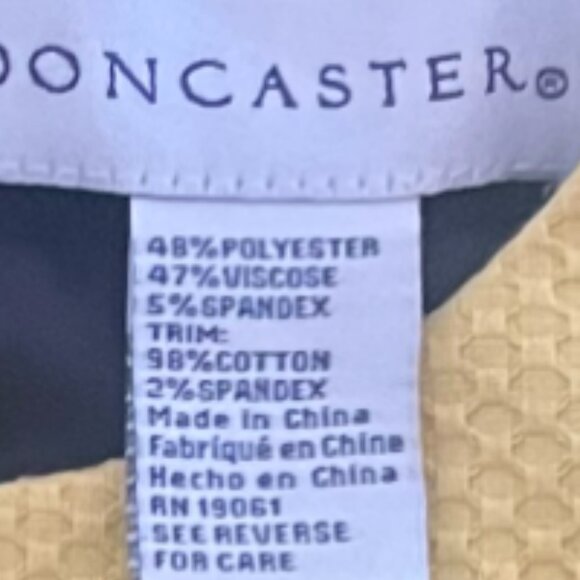 DONCASTER®
48%POLYESTER
47%VISCOSE
5%SPANDEX
TRIM:
98%COTTON
2%SPANDEX
Made in China
Fabriqué en Chine
Hecho en China
RN 19061
SEE REVERSE
FOR CARE